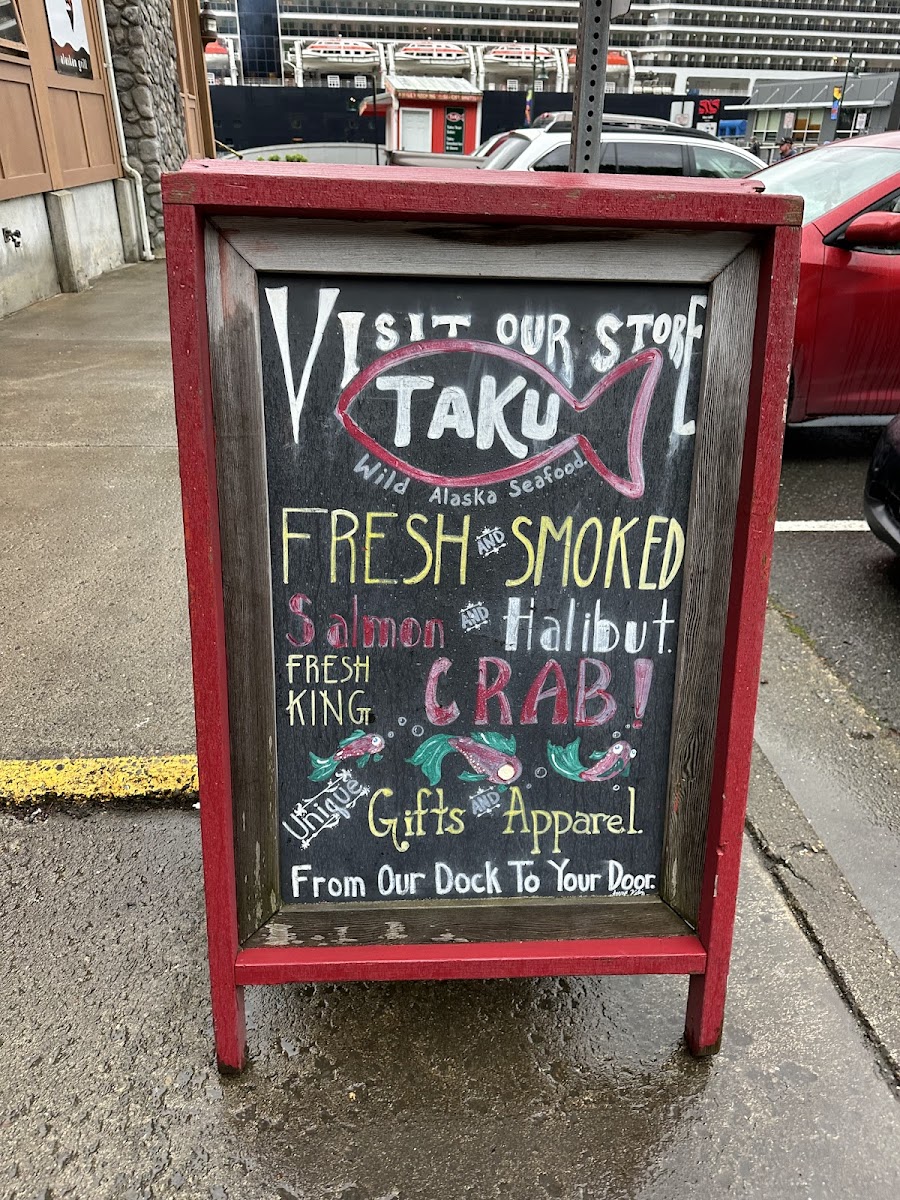 VISIT OUR STORE
TAKU
Wild Alaska Seafood.
FRESH AND SMOKED
Salmon AND Halibut.
FRESH
KING
CRAB!
Unique
Gifts AND Apparel.
From Our Dock To Your Door.